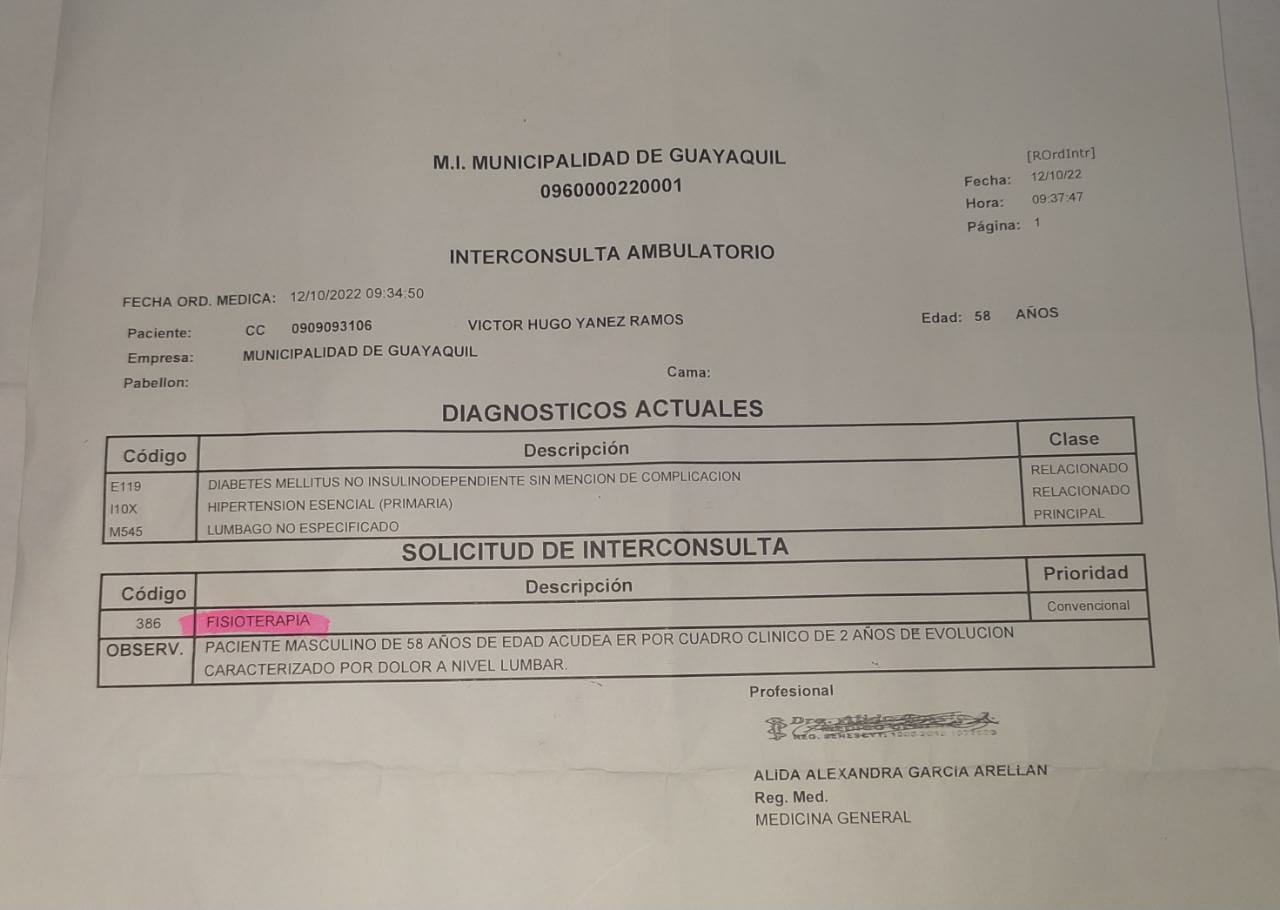 M.I. MUNICIPALIDAD DE GUAYAQUIL
0960000220001
[ROrdIntr]
Fecha: 12/10/22
Hora: 09:37:47
Página: 1
INTERCONSULTA AMBULATORIO
FECHA ORD. MEDICA: 12/10/2022 09:34:50
Paciente: CC 0909093106 VICTOR HUGO YANEZ RAMOS Edad: 58 AÑOS
Empresa: MUNICIPALIDAD DE GUAYAQUIL
Pabellon: Cama:
DIAGNOSTICOS ACTUALES
Código Descripción Clase
E119 DIABETES MELLITUS NO INSULINODEPENDIENTE SIN MENCION DE COMPLICACION RELACIONADO
I10X HIPERTENSION ESENCIAL (PRIMARIA) RELACIONADO
M545 LUMBAGO NO ESPECIFICADO PRINCIPAL
SOLICITUD DE INTERCONSULTA
Código Descripción Prioridad
386 FISIOTERAPIA Convencional
OBSERV. PACIENTE MASCULINO DE 58 AÑOS DE EDAD ACUDEA ER POR CUADRO CLINICO DE 2 AÑOS DE EVOLUCION
CARACTERIZADO POR DOLOR A NIVEL LUMBAR.
Profesional
Dra.
REG. SENESCYT:
ALIDA ALEXANDRA GARCIA ARELLAN
Reg. Med.
MEDICINA GENERAL